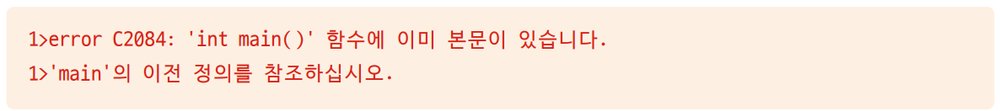 1>error C2084: 'int main()' 함수에 이미 본문이 있습니다.
1>'main'의 이전 정의를 참조하십시오.